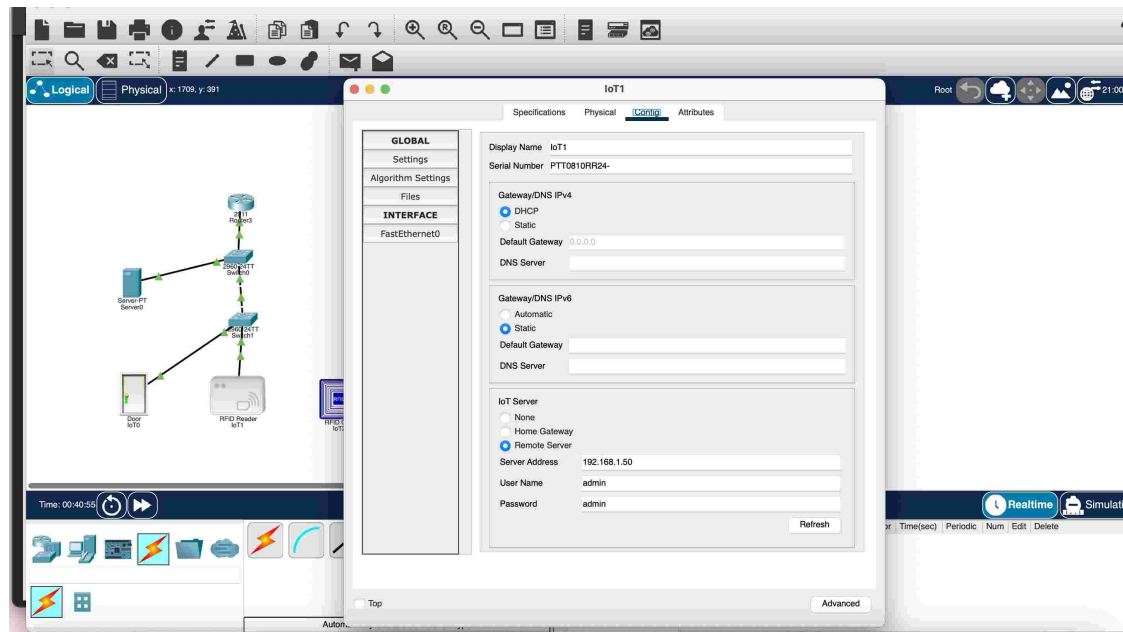 Logical
Physical x: 1709, y: 391
IoT1
Root
21:00
Specifications Physical Config Attributes
GLOBAL
Settings
Algorithm Settings
Files
INTERFACE
FastEthernet0
Display Name IoT1
Serial Number PTT0810RR24-
Gateway/DNS IPv4
DHCP
Static
Default Gateway 0.0.0.0
DNS Server
Gateway/DNS IPv6
Automatic
Static
Default Gateway
DNS Server
IoT Server
None
Home Gateway
Remote Server
Server Address 192.168.1.50
User Name admin
Password admin
Refresh
Top
Advanced
2911
Router3
2960-24TT
Switch0
Server-PT
Server0
2960-24TT
Switch1
Door
IoT0
RFID Reader
IoT1
Time: 00:40:55
Realtime
Simulati
Time(sec) Periodic Num Edit Delete